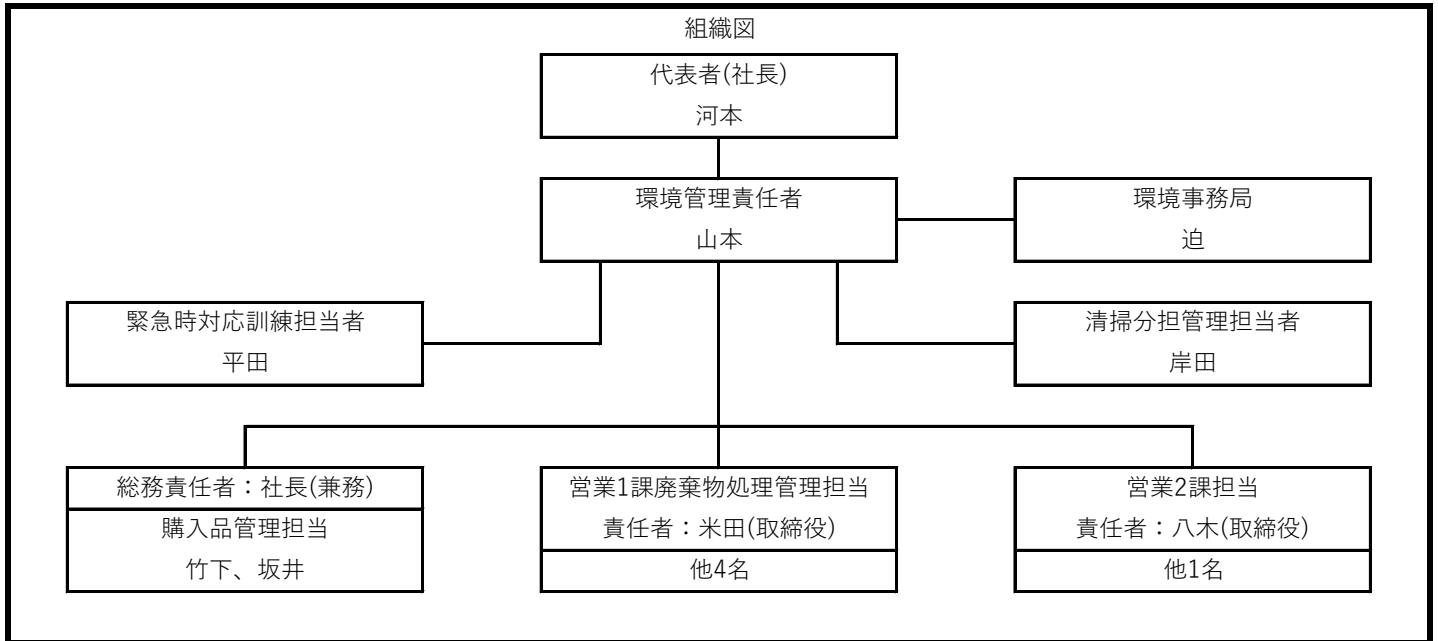 組織図
代表者(社長)
河本
環境管理責任者
山本
環境事務局
迫
緊急時対応訓練担当者
平田
清掃分担管理担当者
岸田
総務責任者：社長(兼務)
購入品管理担当
竹下、坂井
営業1課廃棄物処理管理担当
責任者：米田(取締役)
他4名
営業2課担当
責任者：八木(取締役)
他1名